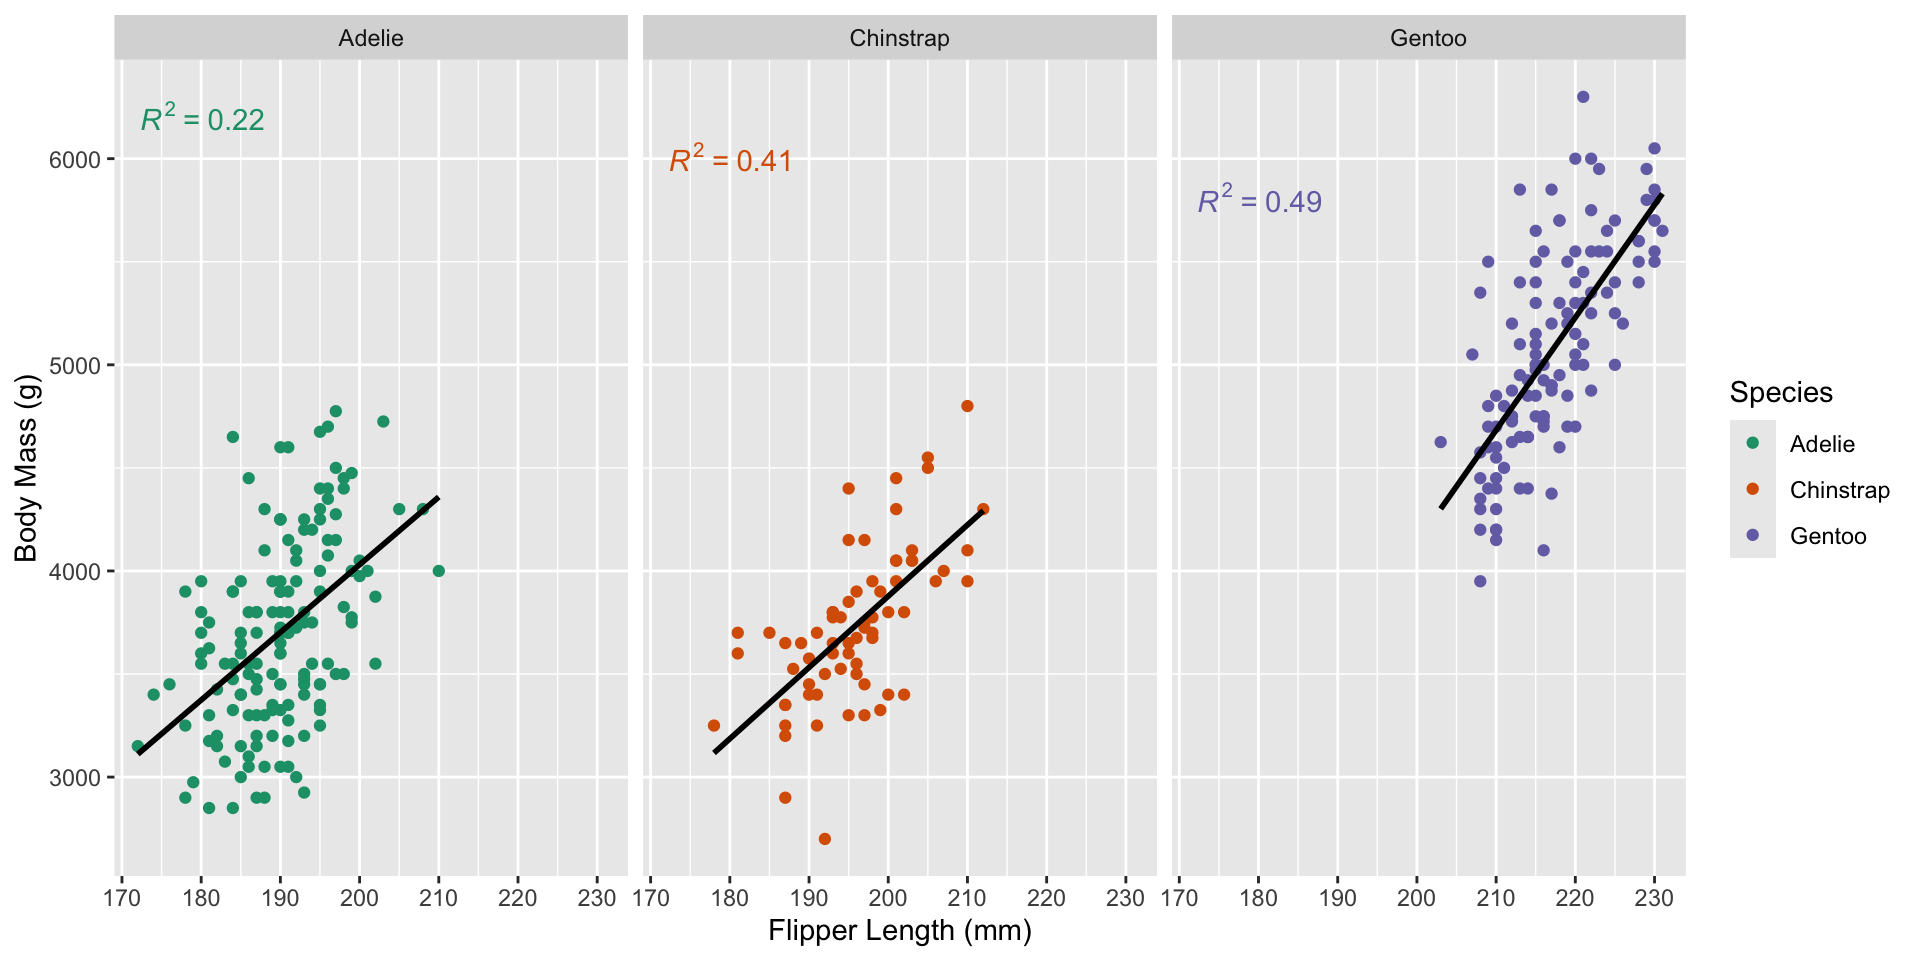 Adelie
Chinstrap
Gentoo
R² = 0.22
R² = 0.41
R² = 0.49
6000
5000
4000
3000
Body Mass (g)
170 180 190 200 210 220 230
170 180 190 200 210 220 230
170 180 190 200 210 220 230
Flipper Length (mm)
Species
Adelie
Chinstrap
Gentoo